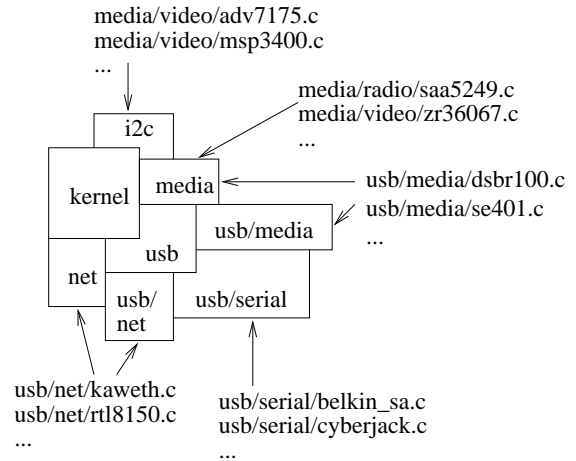 media/video/adv7175.c
media/video/msp3400.c
...
media/radio/saa5249.c
media/video/zr36067.c
...
i2c
kernel
media
usb/media/dsbr100.c
usb/media/se401.c
...
usb/media
usb
net
usb/
net
usb/serial
usb/net/kaweth.c
usb/net/rtl8150.c
...
usb/serial/belkin_sa.c
usb/serial/cyberjack.c
...